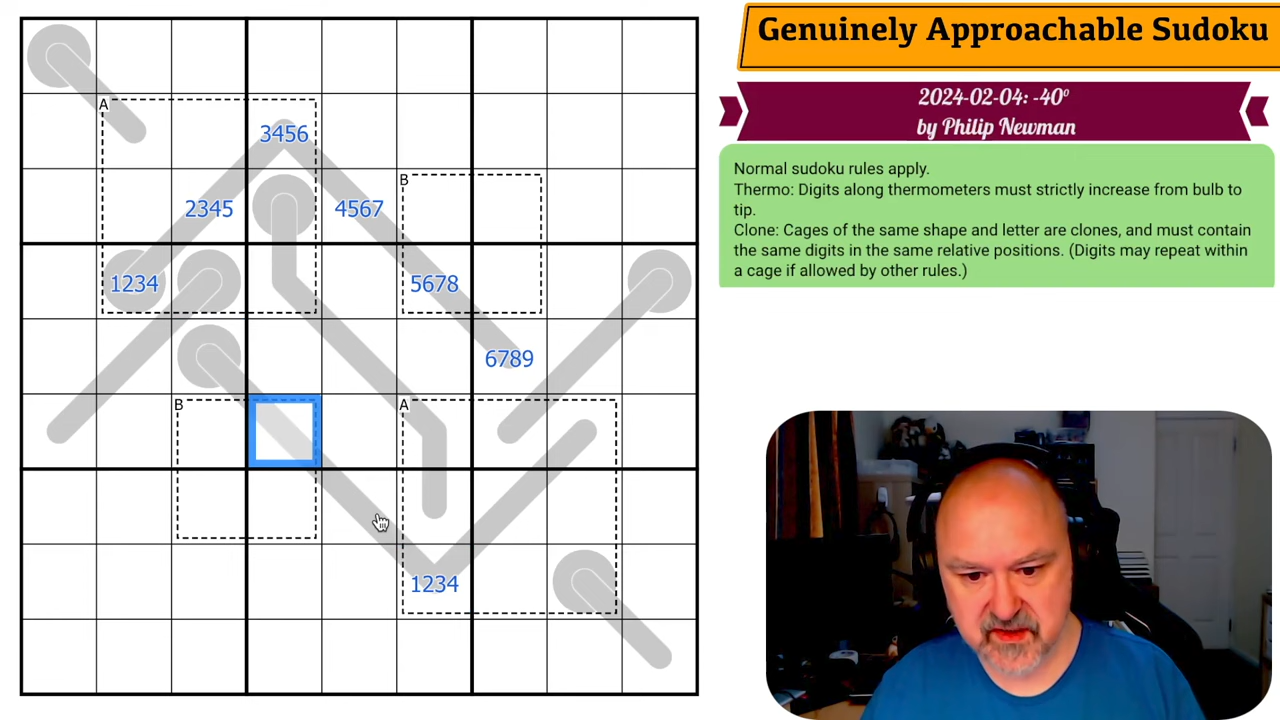 Genuinely Approachable Sudoku
2024-02-04: -40º
by Philip Newman
Normal sudoku rules apply.
Thermo: Digits along thermometers must strictly increase from bulb to
tip.
Clone: Cages of the same shape and letter are clones, and must contain
the same digits in the same relative positions. (Digits may repeat within
a cage if allowed by other rules.)
A
3456
B
2345
4567
1234
5678
6789
B
A
1234